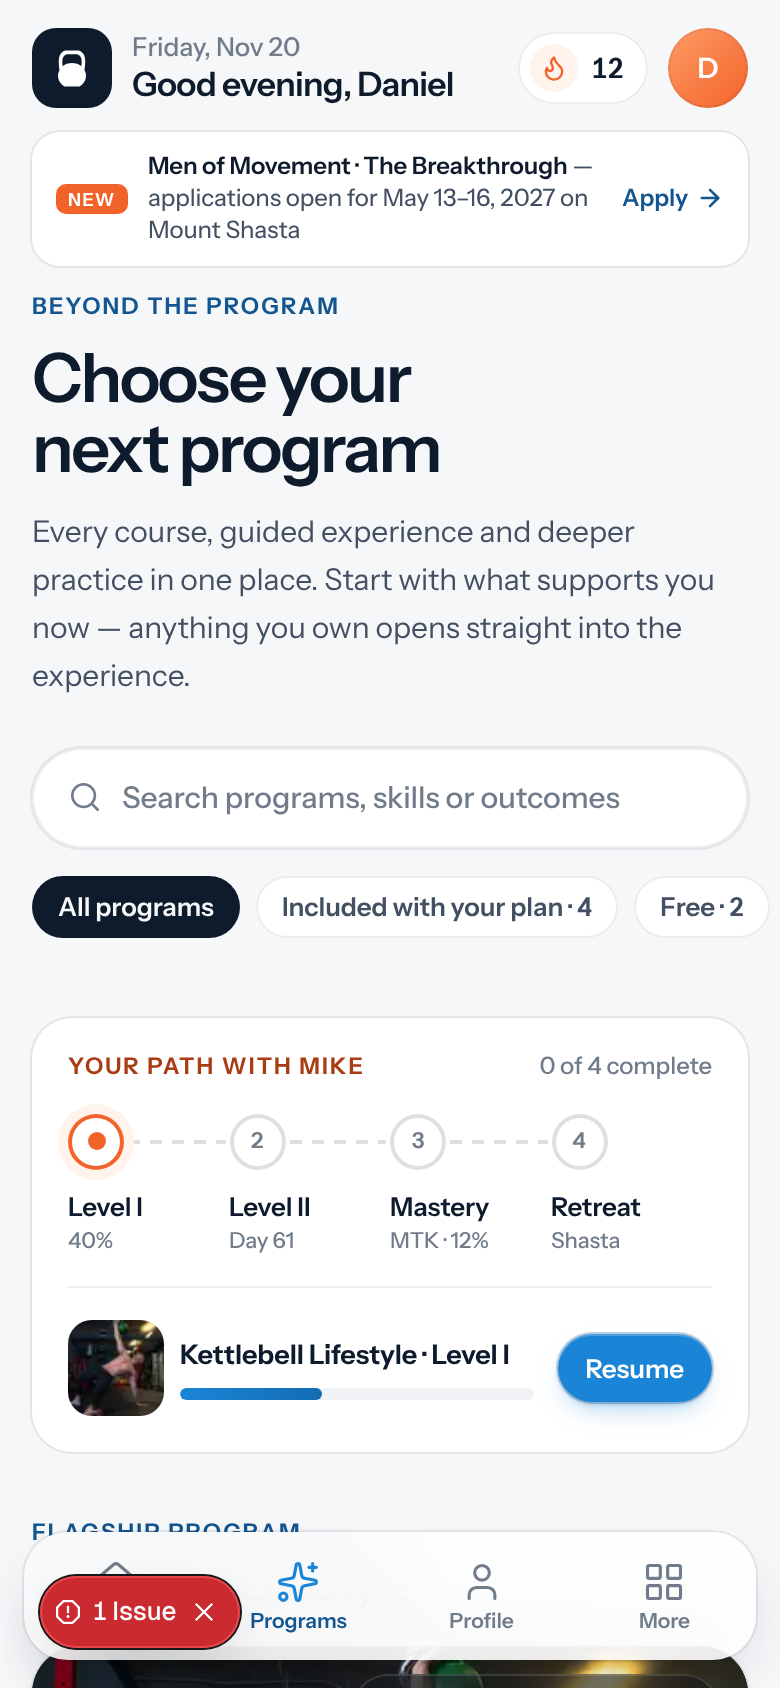 Friday, Nov 20
Good evening, Daniel
12
D
NEW
Men of Movement · The Breakthrough —
applications open for May 13–16, 2027 on
Mount Shasta
Apply →
BEYOND THE PROGRAM
Choose your
next program
Every course, guided experience and deeper
practice in one place. Start with what supports you
now — anything you own opens straight into the
experience.
Search programs, skills or outcomes
All programs
Included with your plan · 4
Free · 2
YOUR PATH WITH MIKE
0 of 4 complete
2
3
4
Level I
Level II
Mastery
Retreat
40%
Day 61
MTK · 12%
Shasta
Kettlebell Lifestyle · Level I
Resume
FLAGSHIP PROGRAM
1 Issue
Programs
Profile
More